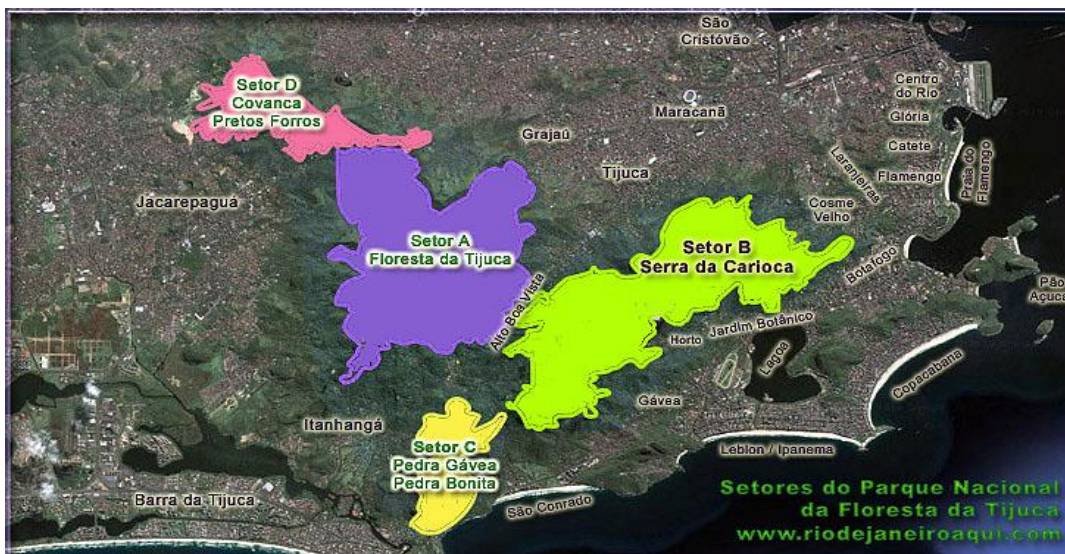 São
Cristóvão
Setor D
Covanca
Pretos Forros
Centro
do Rio
Maracanã
Glória
Grajaú
Catete
Laranjeiras
Flamengo
Praia do
Flamengo
Tijuca
Jacarepaguá
Cosme
Velho
Setor A
Floresta da Tijuca
Setor B
Serra da Carioca
Botafogo
Pão
Açuca
Alto Boa Vista
Jardim Botânico
Horto
Lagoa
Copacabana
Gávea
Itanhangá
Setor C
Pedra Gávea
Pedra Bonita
Leblon / Ipanema
Barra da Tijuca
São Conrado
Setores do Parque Nacional
da Floresta da Tijuca
www.riodejaneiroaqui.com